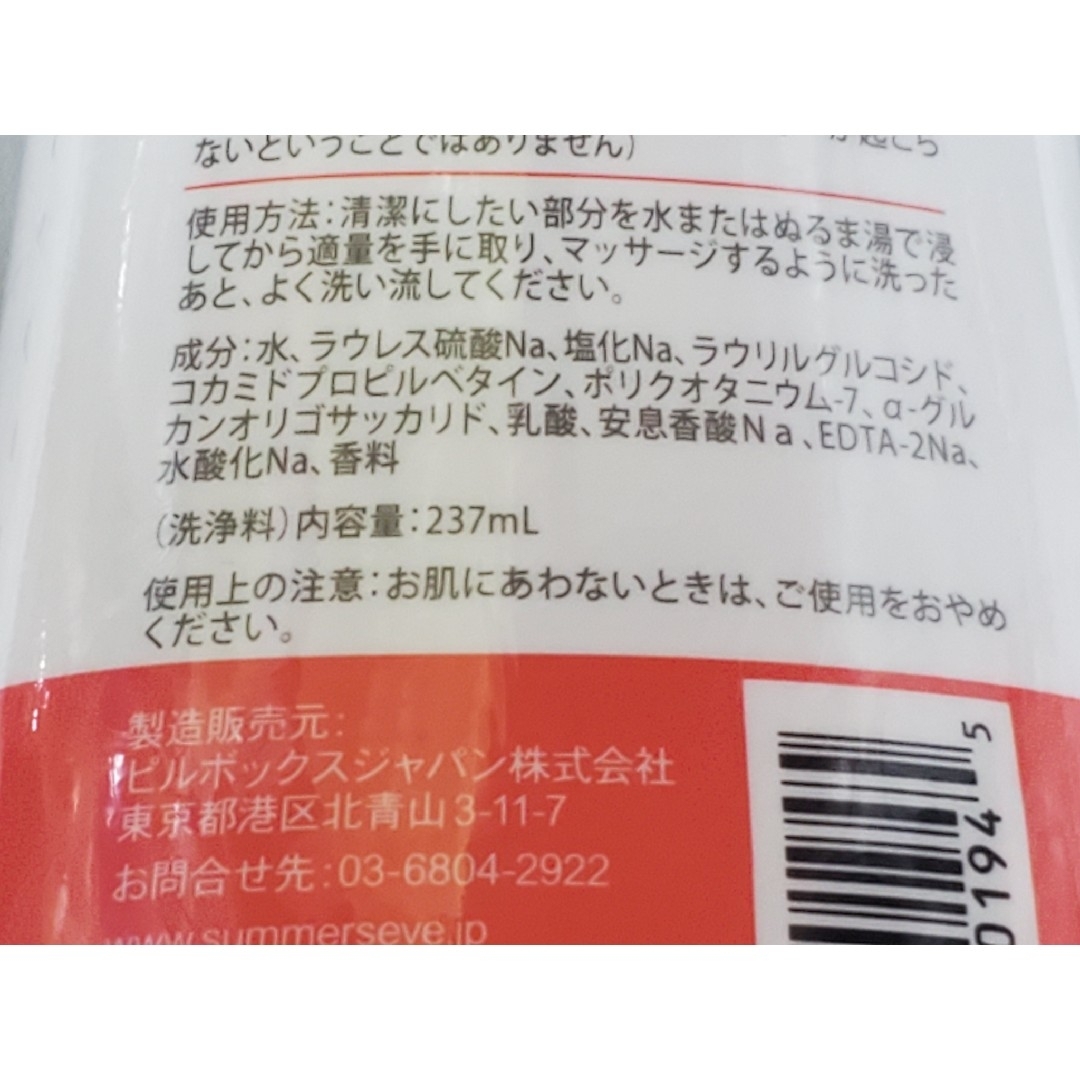 が起こら
ないということではありません)
使用方法:清潔にしたい部分を水またはぬるま湯で浸
してから適量を手に取り、マッサージするように洗った
あと、よく洗い流してください。
成分:水、ラウレス硫酸Na、塩化Na、ラウリルグルコシド、
コカミドプロピルベタイン、ポリクオタニウム-7、α-グル
カンオリゴサッカリド、乳酸、安息香酸Na、EDTA-2Na、
水酸化Na、香料
(洗浄料)内容量:237mL
使用上の注意:お肌にあわないときは、ご使用をおやめ
ください。
製造販売元:
ピルボックスジャパン株式会社
東京都港区北青山3-11-7
お問合せ先:03-6804-2922
www.summerseve.jp
0194 5